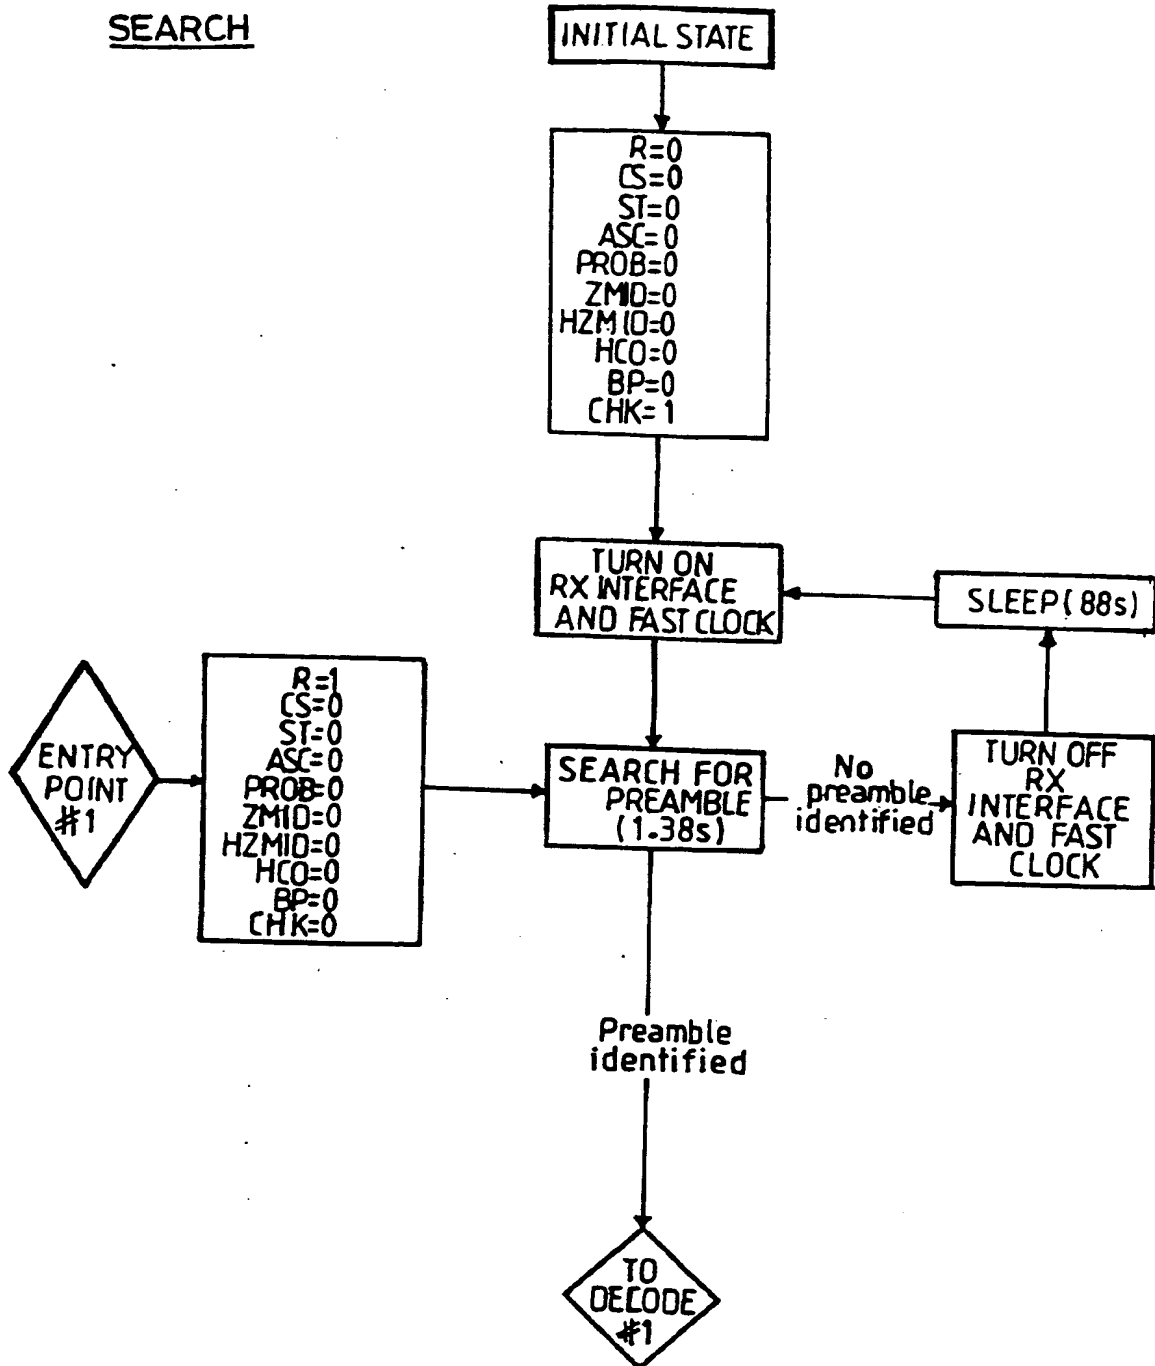 SEARCH
INITIAL STATE
R=0
CS=0
ST=0
ASC=0
PROB=0
ZMID=0
HZMID=0
HCO=0
BP=0
CHK=1
TURN ON
RX INTERFACE
AND FAST CLOCK
SLEEP (88s)
ENTRY
POINT
#1
R=1
CS=0
ST=0
ASC=0
PROB=0
ZMID=0
HZMID=0
HCO=0
BP=0
CHK=0
SEARCH FOR
PREAMBLE
(1.38s)
No
preamble
identified
TURN OFF
RX
INTERFACE
AND FAST
CLOCK
Preamble
identified
TO
DECODE
#1